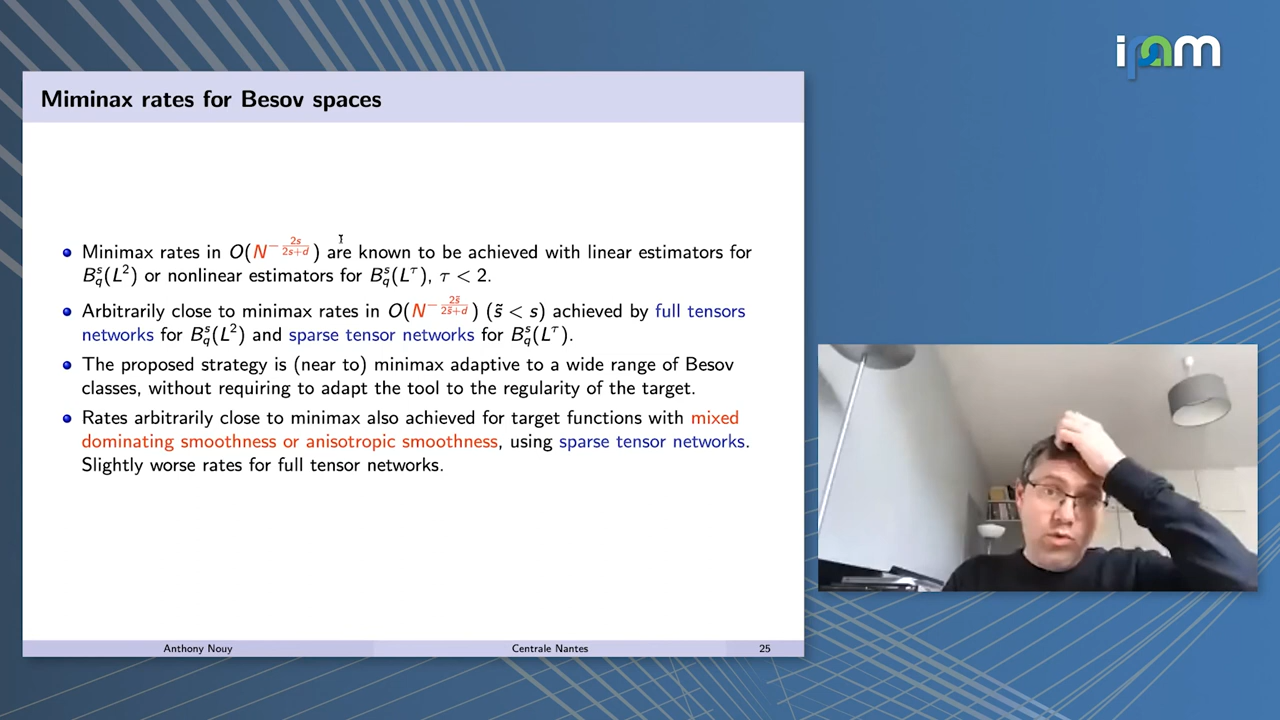 ipam
Miminax rates for Besov spaces
• Minimax rates in O(N^{-\frac{2s}{2s+d}}) are known to be achieved with linear estimators for
B^s_q(L^2) or nonlinear estimators for B^s_q(L^τ), τ < 2.
• Arbitrarily close to minimax rates in O(N^{-\frac{2s̃}{2s̃+d}}) (s̃ < s) achieved by full tensors
networks for B^s_q(L^2) and sparse tensor networks for B^s_q(L^τ).
• The proposed strategy is (near to) minimax adaptive to a wide range of Besov
classes, without requiring to adapt the tool to the regularity of the target.
• Rates arbitrarily close to minimax also achieved for target functions with mixed
dominating smoothness or anisotropic smoothness, using sparse tensor networks.
Slightly worse rates for full tensor networks.
Anthony Nouy Centrale Nantes 25